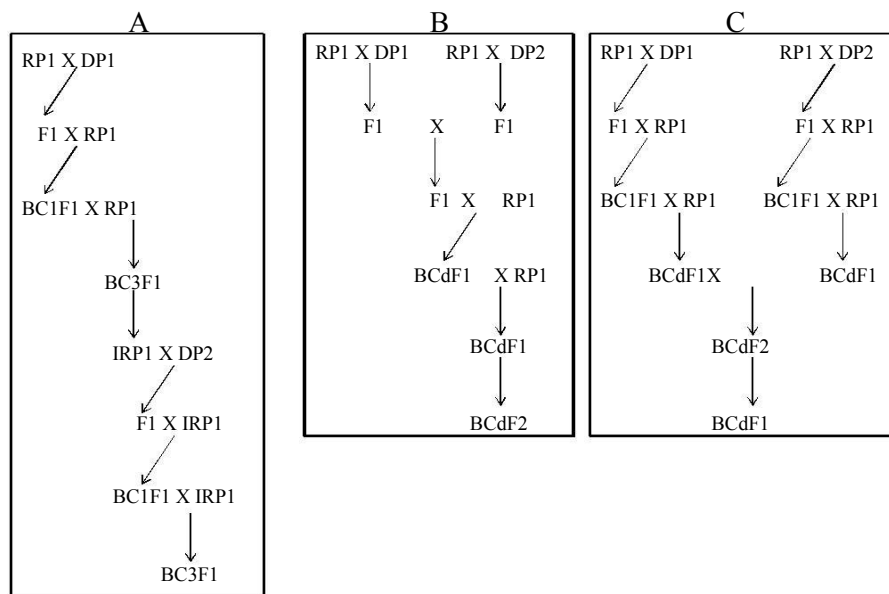 A
RP1 X DP1
F1 X RP1
BC1F1 X RP1
BC3F1
IRP1 X DP2
F1 X IRP1
BC1F1 X IRP1
BC3F1
B
RP1 X DP1 RP1 X DP2
F1 X F1
F1 X RP1
BCdF1 X RP1
BCdF1
BCdF2
C
RP1 X DP1 RP1 X DP2
F1 X RP1 F1 X RP1
BC1F1 X RP1 BC1F1 X RP1
BCdF1X BCdF1
BCdF2
BCdF1